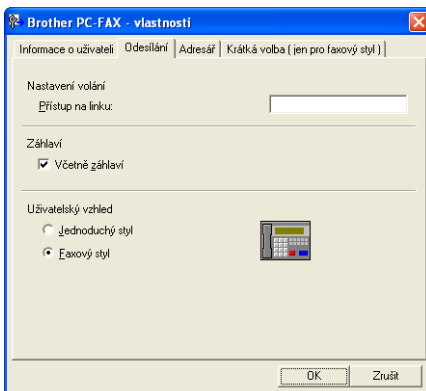 Brother PC-FAX - vlastnosti
Informace o uživateli Odesílání Adresář Krátká volba ( jen pro faxový styl )
Nastavení volání
Přístup na linku:
Záhlaví
Včetně záhlaví
Uživatelský vzhled
Jednoduchý styl
Faxový styl
OK Zrušit